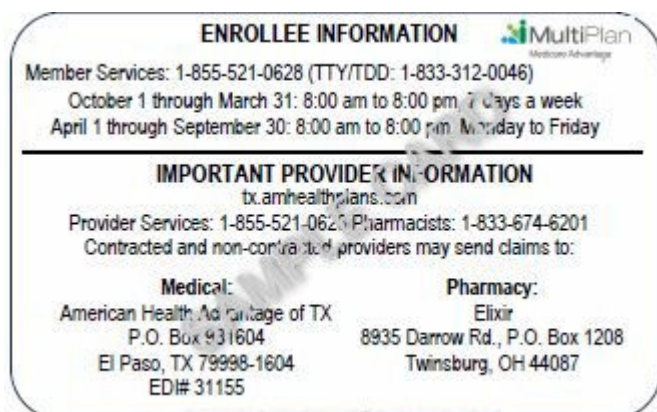 ENROLLEE INFORMATION
MultiPlan
Medicare Advantage
Member Services: 1-855-521-0628 (TTY/TDD: 1-833-312-0046)
October 1 through March 31: 8:00 am to 8:00 pm, 7 days a week
April 1 through September 30: 8:00 am to 8:00 pm, Monday to Friday
IMPORTANT PROVIDER INFORMATION
tx.amhealthplans.com
Provider Services: 1-855-521-0628 Pharmacists: 1-833-674-6201
Contracted and non-contracted providers may send claims to:
Medical:
American Health Advantage of TX
P.O. Box 931604
El Paso, TX 79998-1604
EDI# 31155
Pharmacy:
Elixir
8935 Darrow Rd., P.O. Box 1208
Twinsburg, OH 44087
SAMPLE CARD